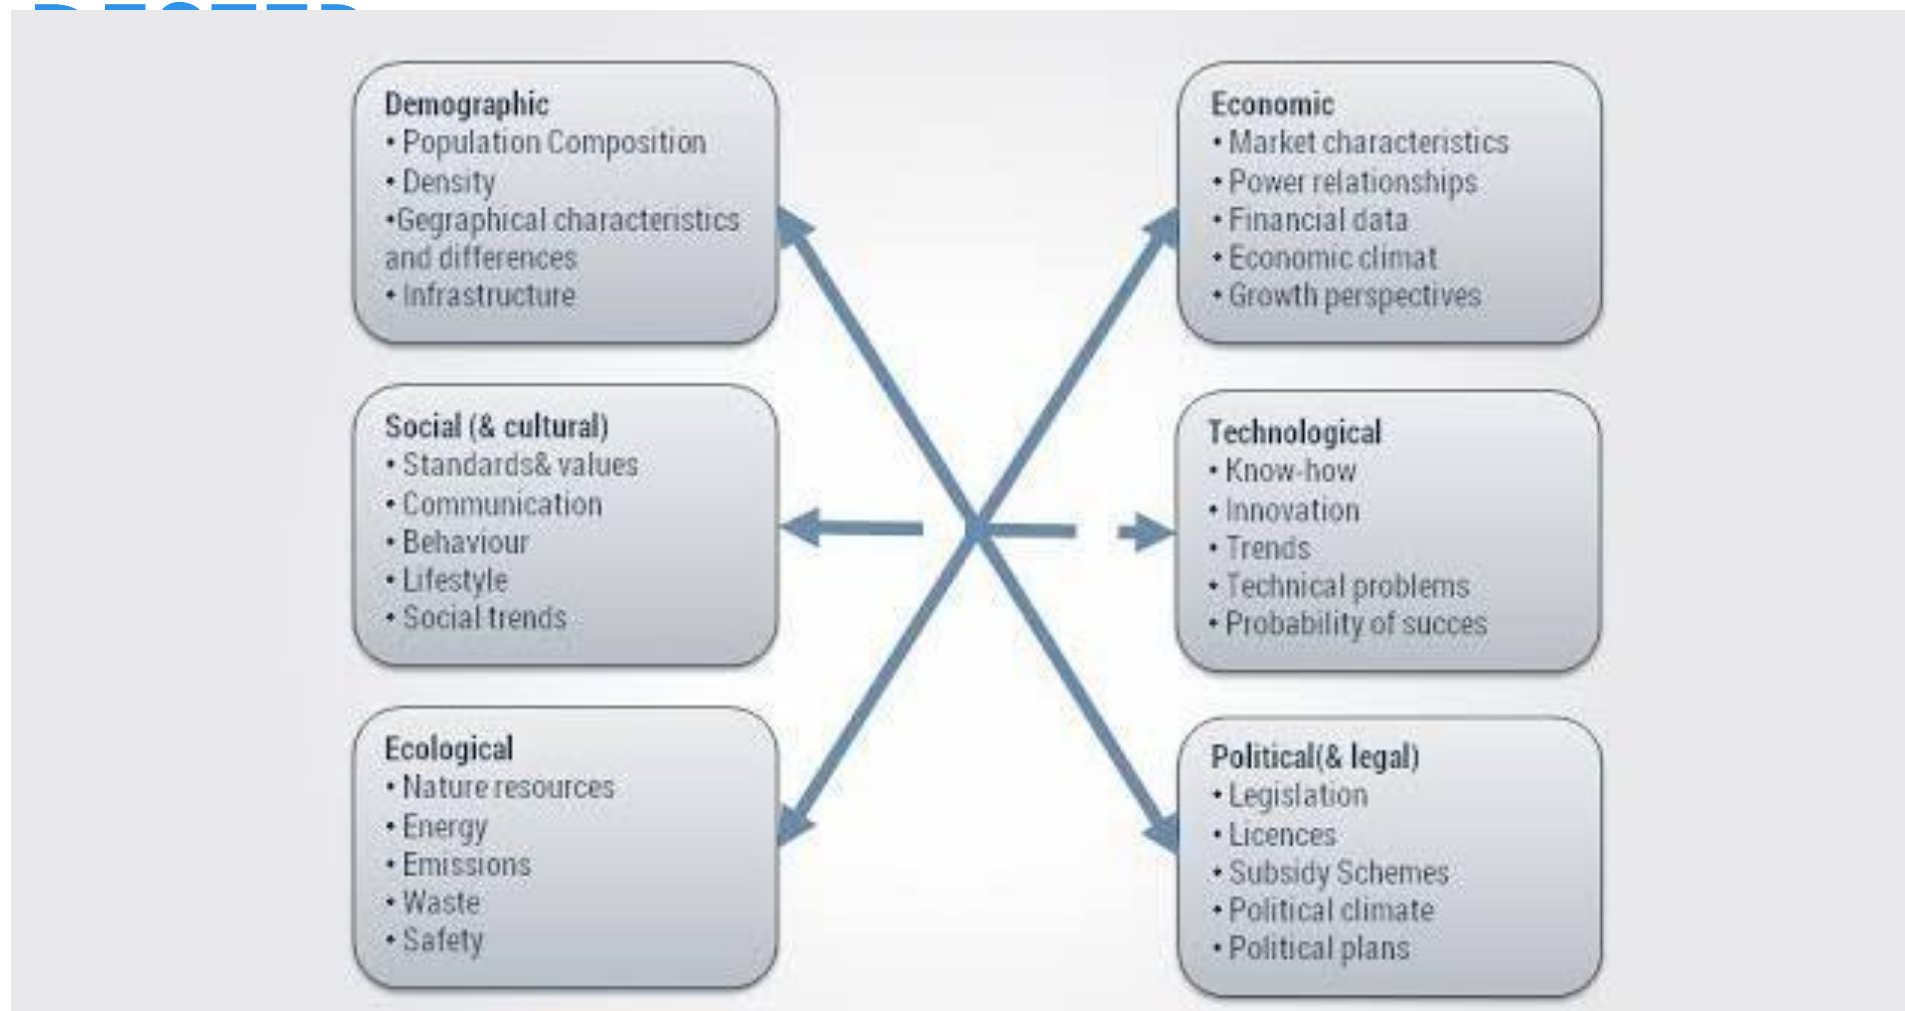 Demographic
• Population Composition
• Density
•Gegraphical characteristics
and differences
• Infrastructure
Economic
• Market characteristics
• Power relationships
• Financial data
• Economic climat
• Growth perspectives
Social (& cultural)
• Standards& values
• Communication
• Behaviour
• Lifestyle
• Social trends
Technological
• Know-how
• Innovation
• Trends
• Technical problems
• Probability of succes
Ecological
• Nature resources
• Energy
• Emissions
• Waste
• Safety
Political(& legal)
• Legislation
• Licences
• Subsidy Schemes
• Political climate
• Political plans